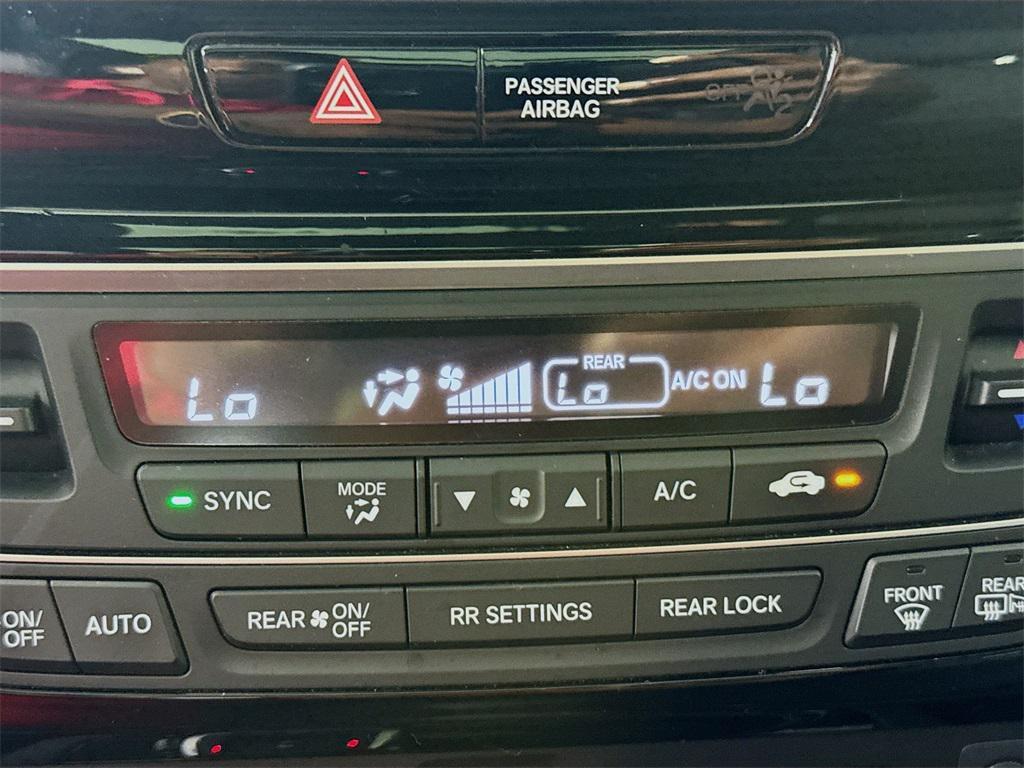 PASSENGER
AIRBAG
OFF 2
REAR
Lo Lo A/C ON Lo
SYNC MODE A/C
ON/
OFF
AUTO
REAR ON/
OFF
RR SETTINGS
REAR LOCK
FRONT
REAR